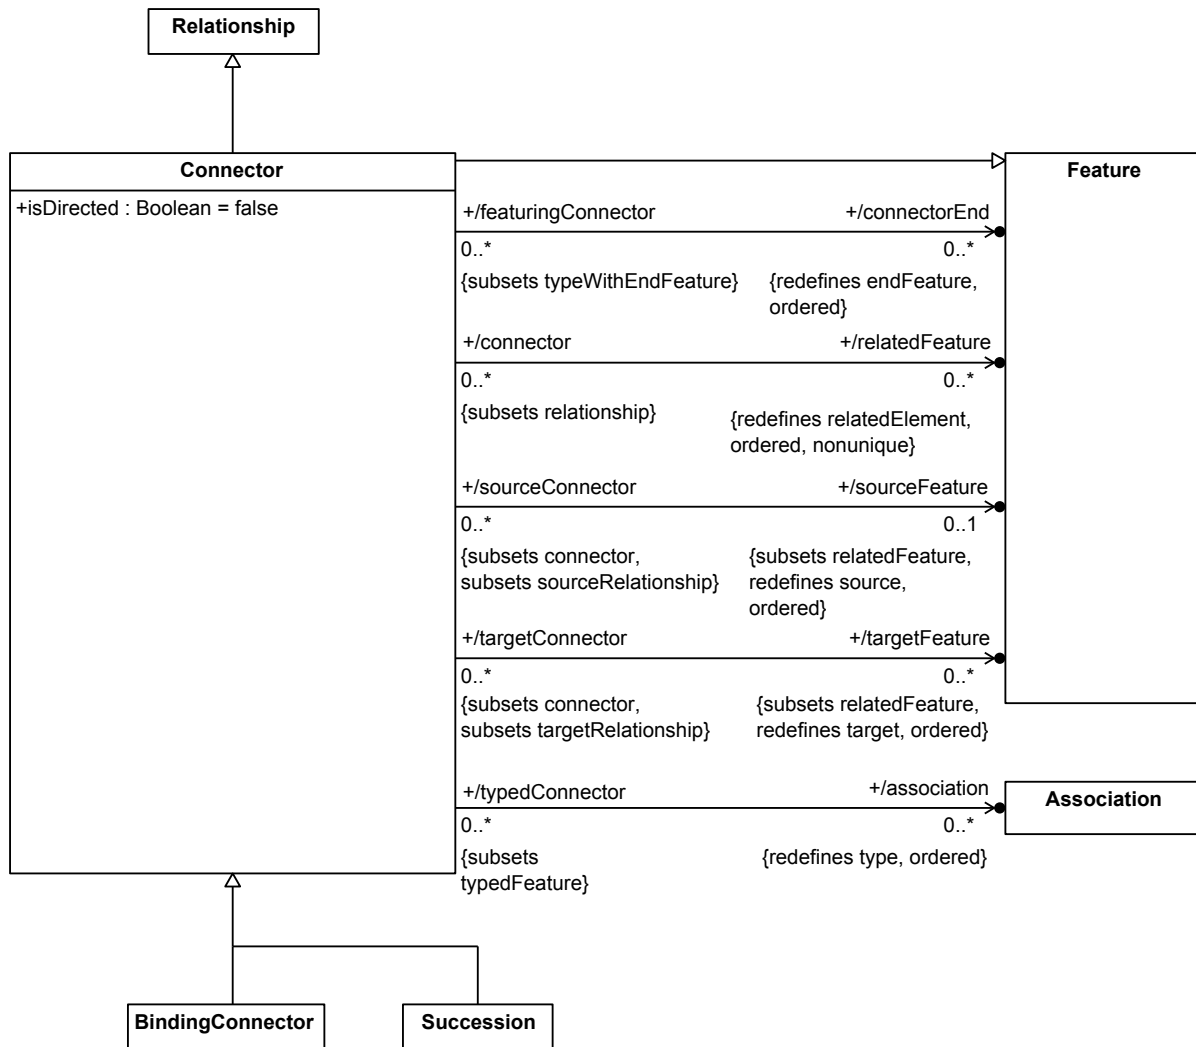 Relationship
Connector
Feature
+isDirected : Boolean = false
+/featuringConnector
+/connectorEnd
0..*
0..*
{subsets typeWithEndFeature}
{redefines endFeature,
ordered}
+/connector
+/relatedFeature
0..*
0..*
{subsets relationship}
{redefines relatedElement,
ordered, nonunique}
+/sourceConnector
+/sourceFeature
0..*
0..1
{subsets connector,
subsets sourceRelationship}
{subsets relatedFeature,
redefines source,
ordered}
+/targetConnector
+/targetFeature
0..*
0..*
{subsets connector,
subsets targetRelationship}
{subsets relatedFeature,
redefines target, ordered}
+/typedConnector
+/association
Association
0..*
0..*
{subsets
typedFeature}
{redefines type, ordered}
BindingConnector
Succession